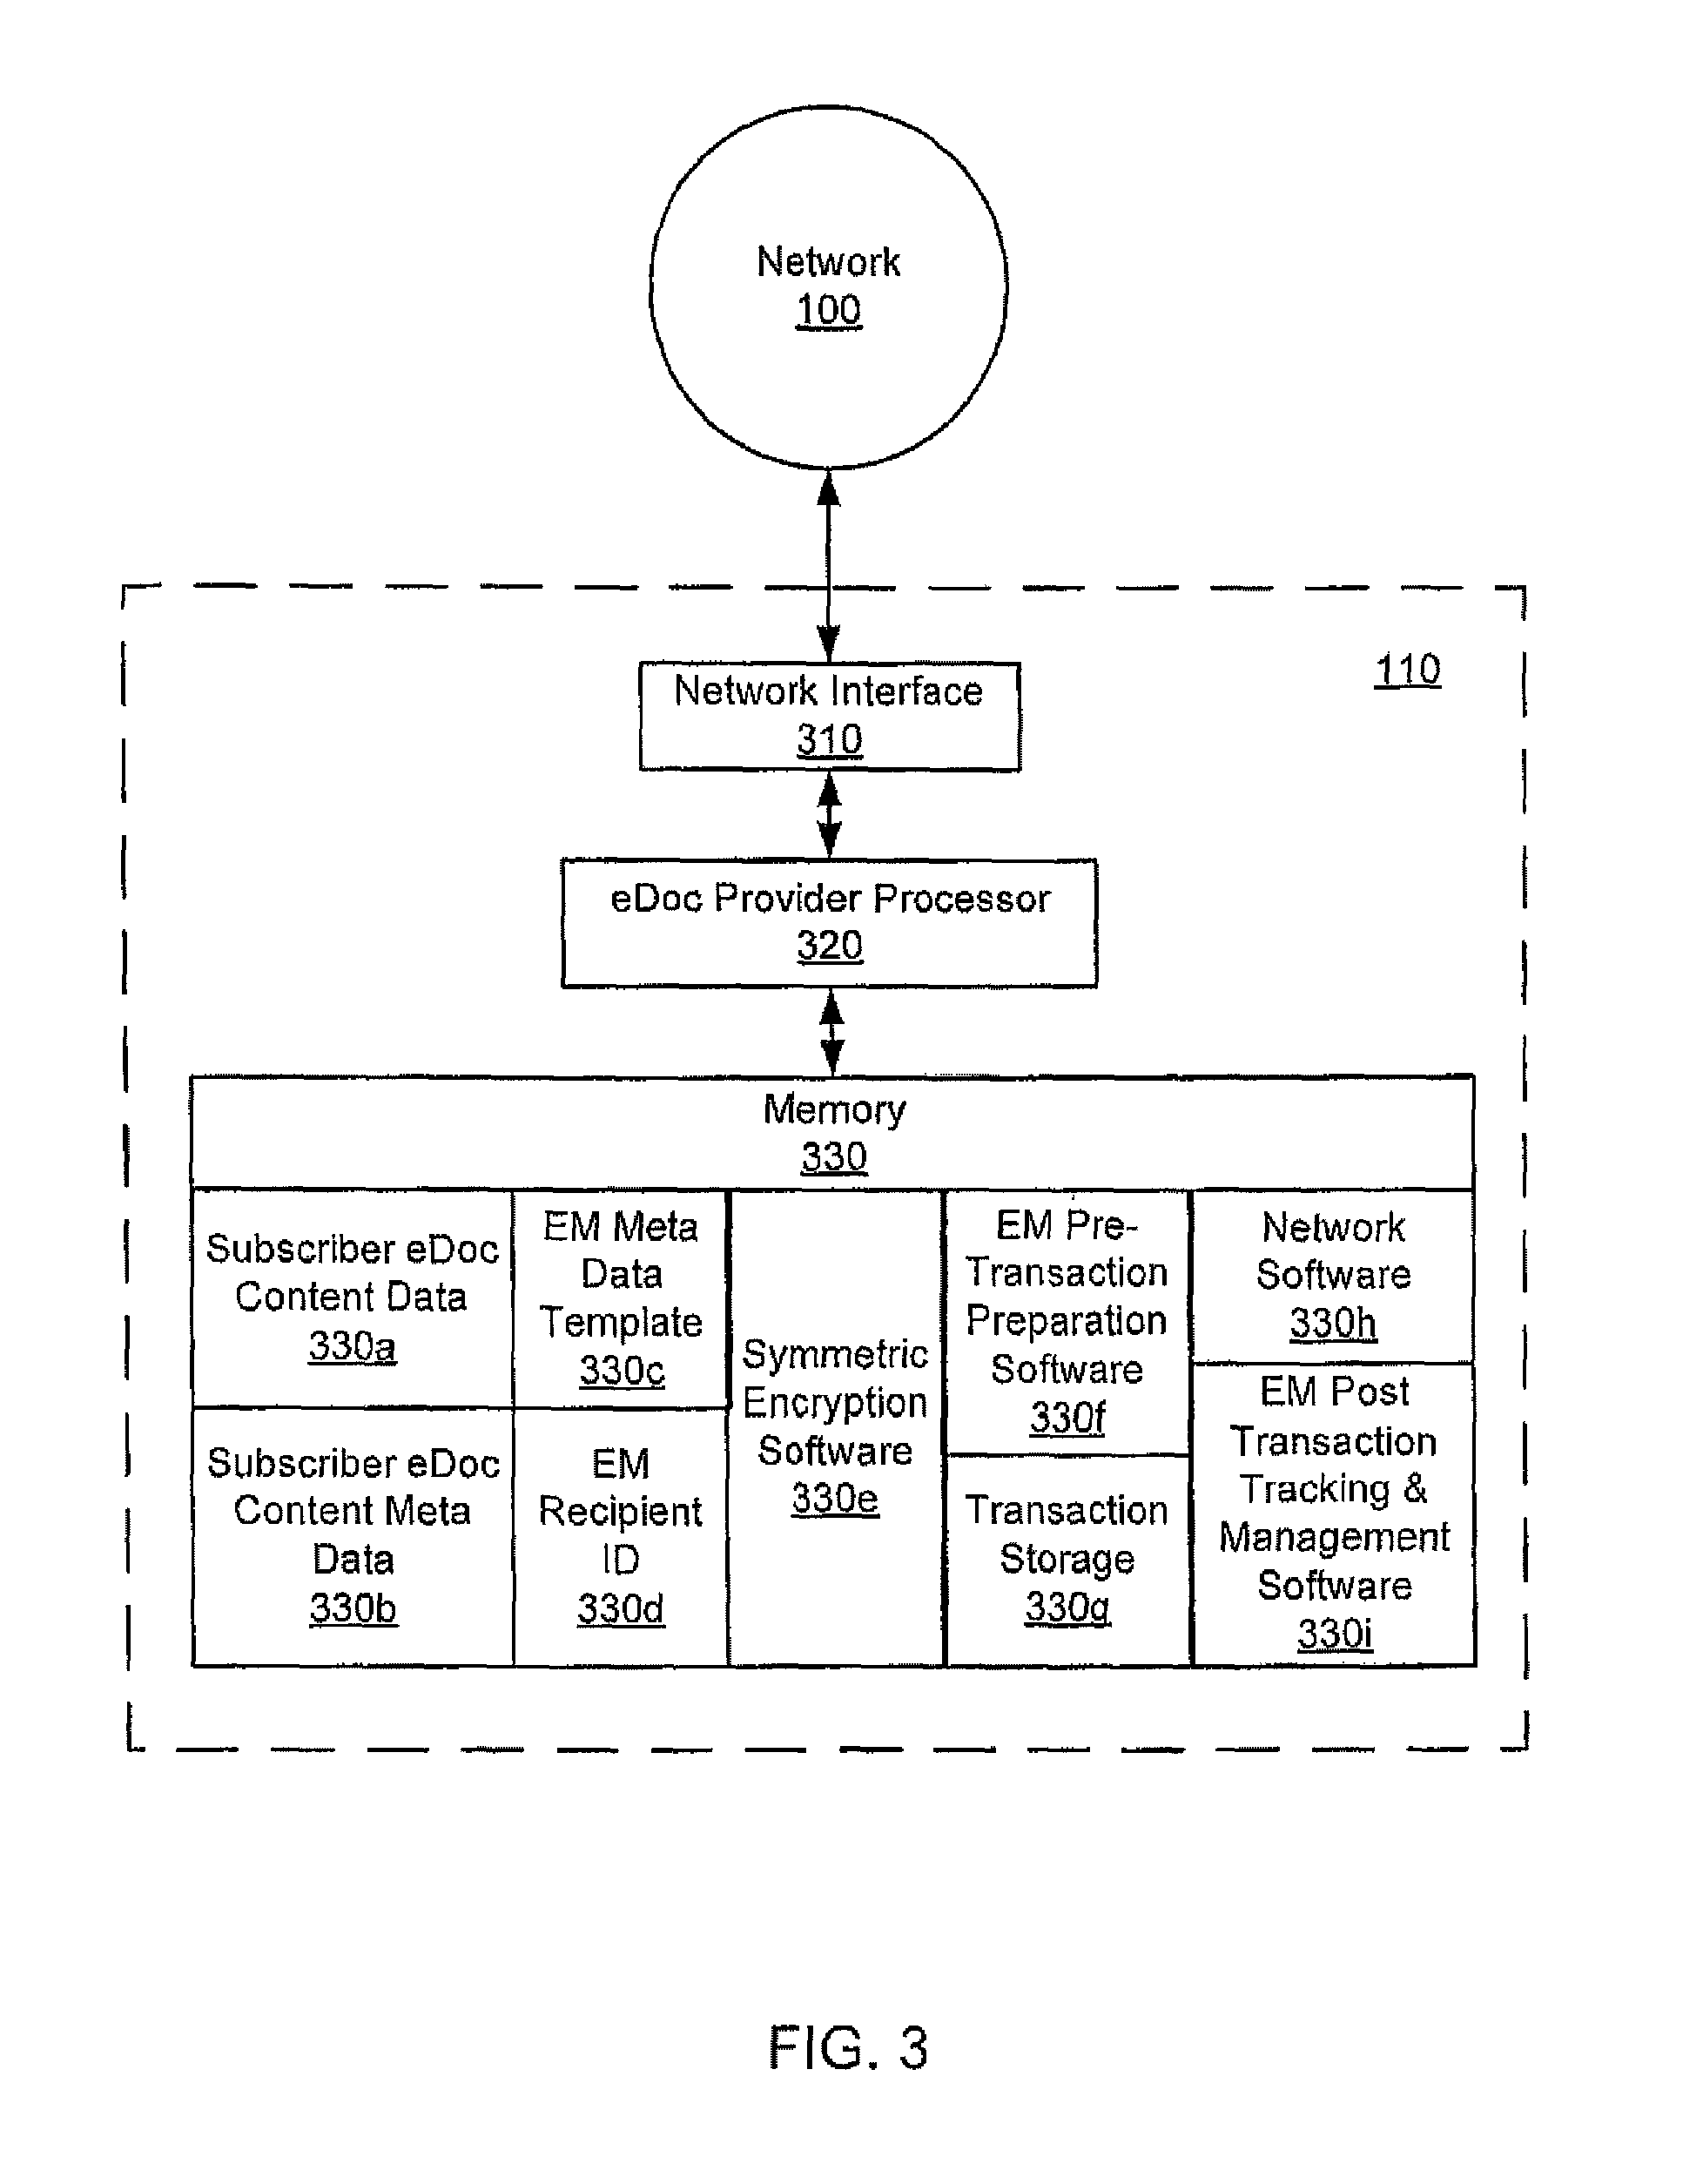 Network
100
110
Network Interface
310
eDoc Provider Processor
320
Memory
330
Subscriber eDoc
Content Data
330a
Subscriber eDoc
Content Meta
Data
330b
EM Meta
Data
Template
330c
EM
Recipient
ID
330d
Symmetric
Encryption
Software
330e
EM Pre-
Transaction
Preparation
Software
330f
Transaction
Storage
330g
Network
Software
330h
EM Post
Transaction
Tracking &
Management
Software
330i
FIG. 3